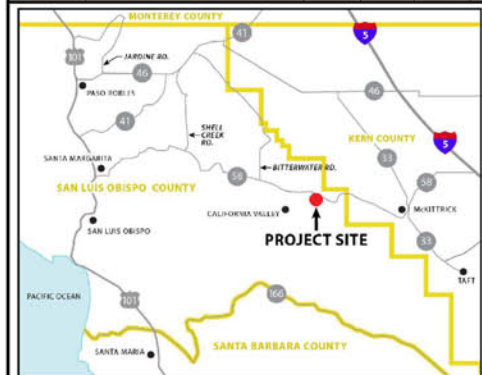 MONTEREY COUNTY
41
5
101
JARDINE RD.
46
PASO ROBLES
46
41
SHELL
CREEK
RD.
KERN COUNTY
5
33
SANTA MARGARITA
58
BITTERWATER RD.
58
SAN LUIS OBISPO COUNTY
CALIFORNIA VALLEY
McKITTRICK
SAN LUIS OBISPO
PROJECT SITE
33
TAFT
PACIFIC OCEAN
101
166
SANTA BARBARA COUNTY
SANTA MARIA